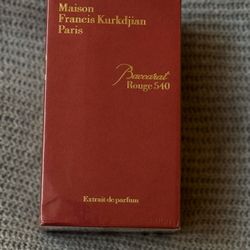 Maison
Francis Kurkdjian
Paris
Baccarat
Rouge 540
Extrait de parfum